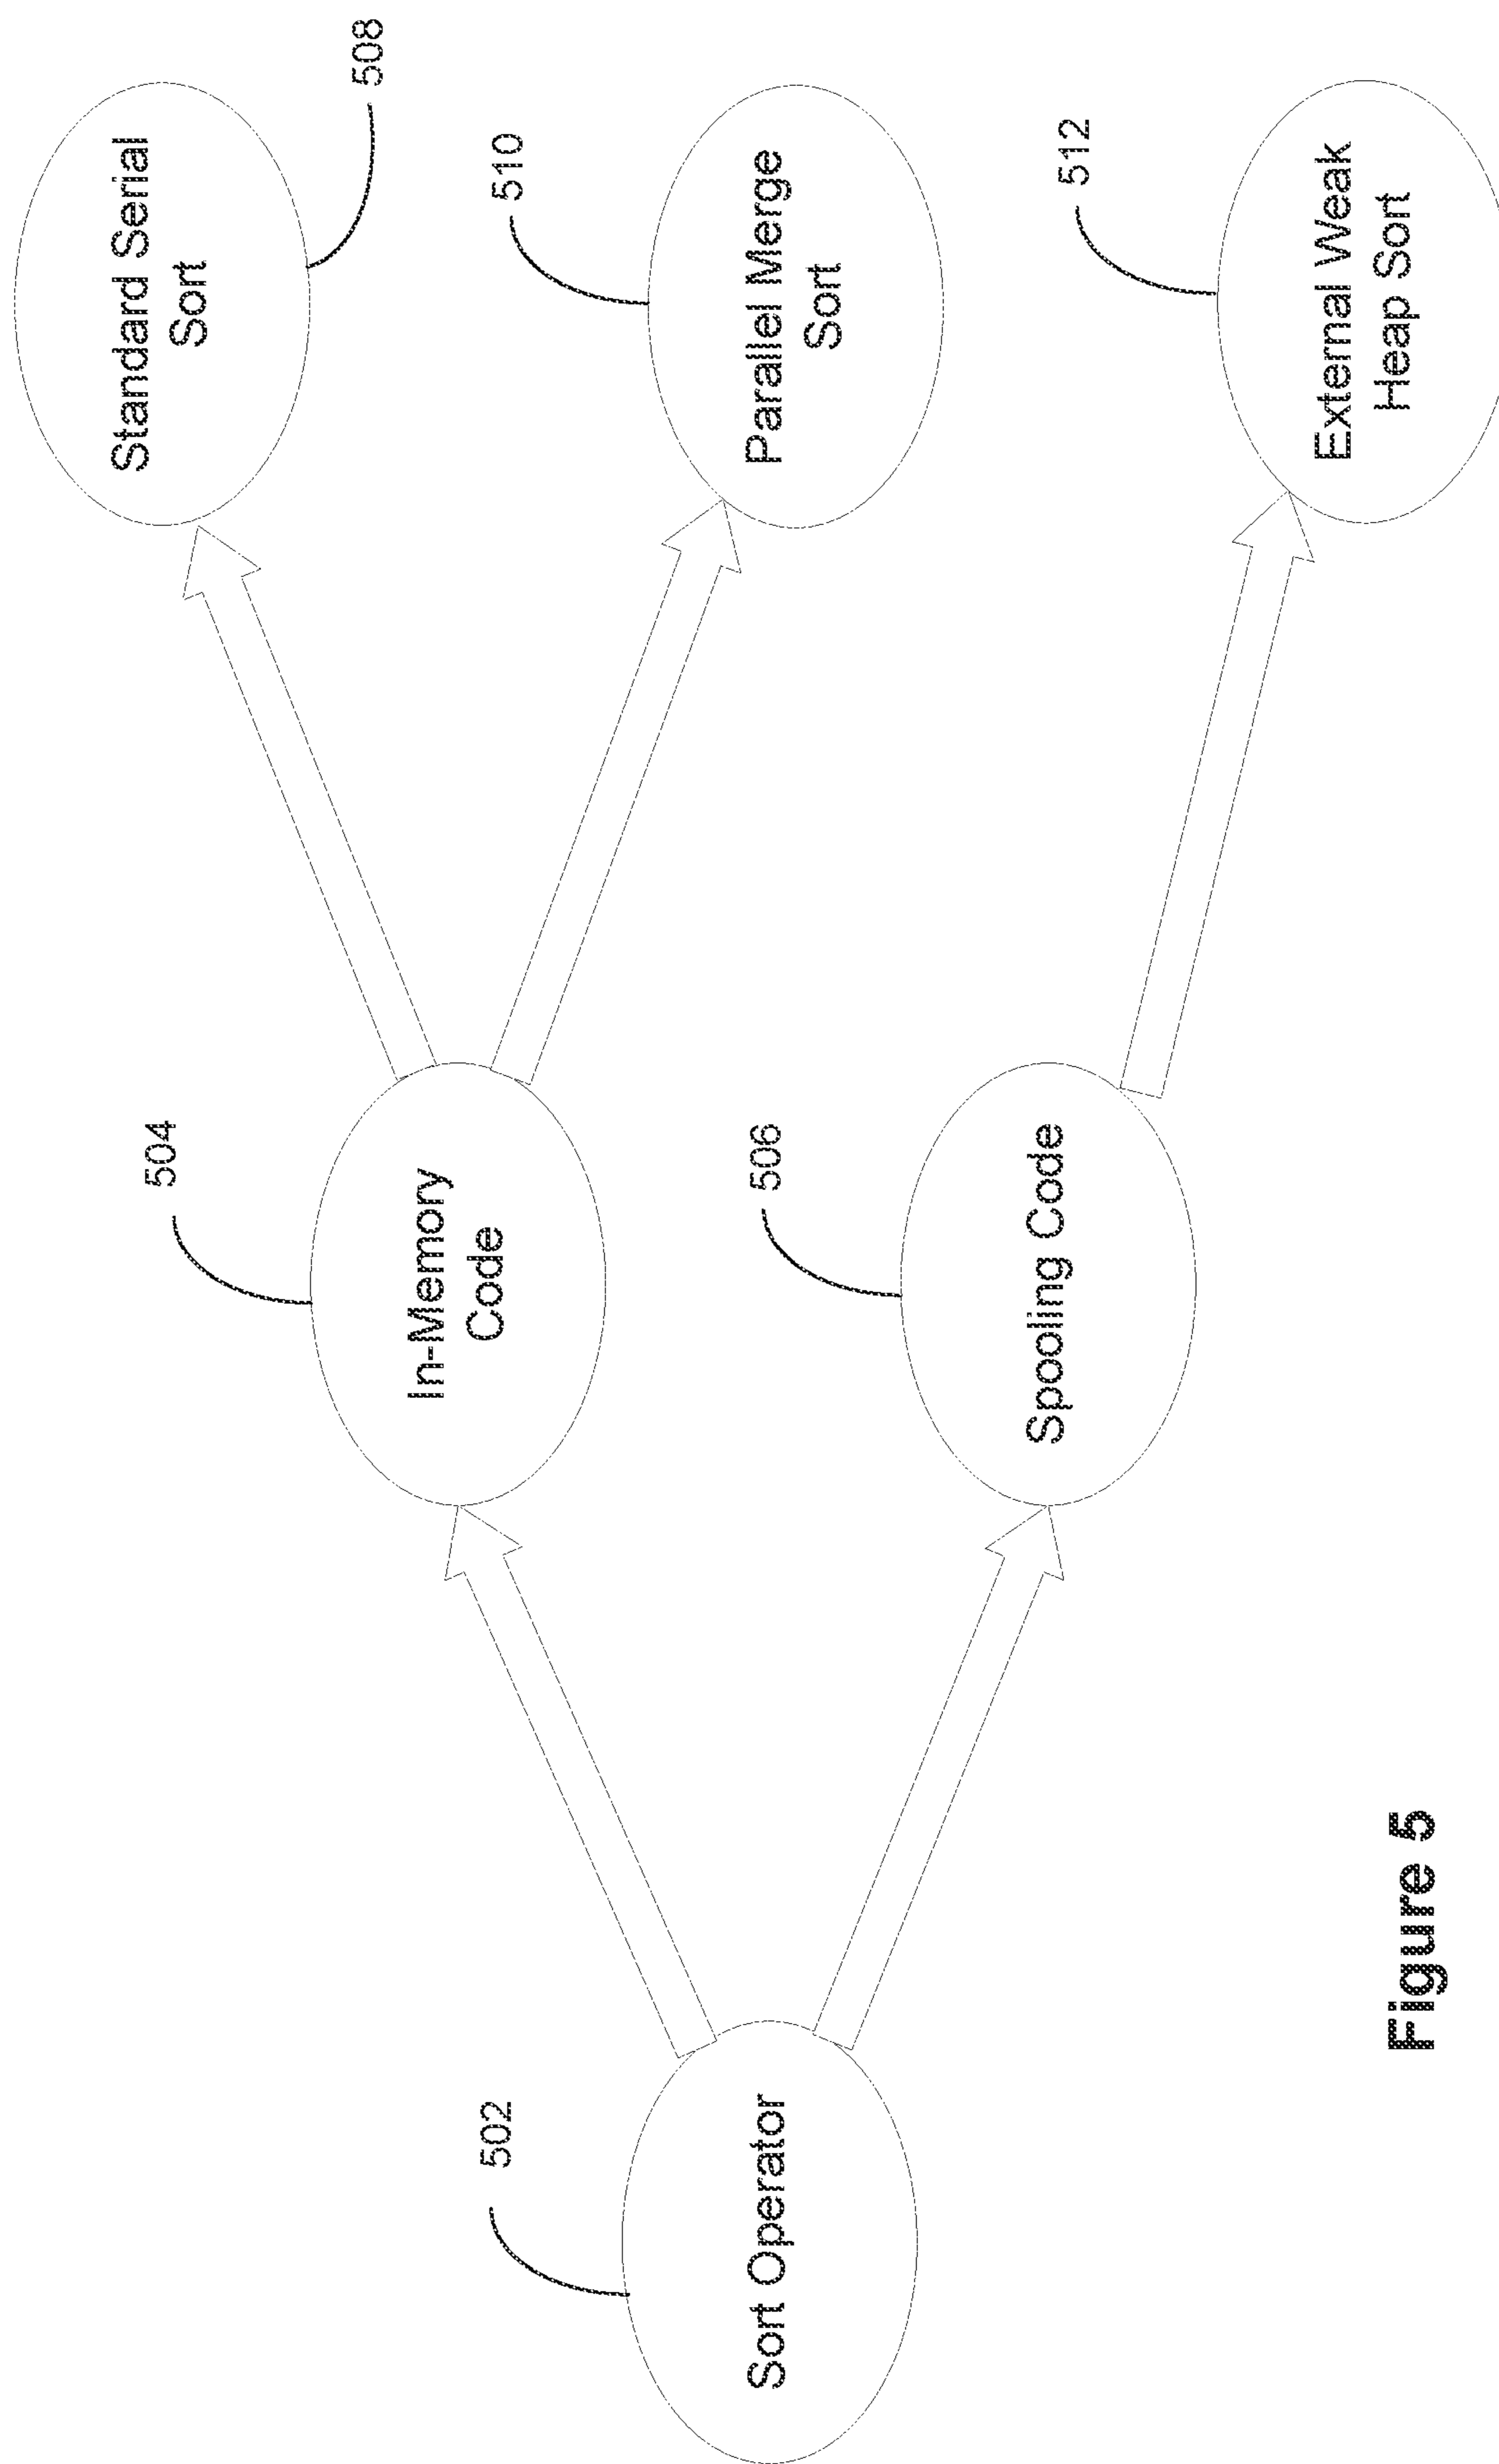 502
Sort Operator
504
In-Memory
Code
506
Spooling Code
508
Standard Serial
Sort
510
Parallel Merge
Sort
512
External Weak
Heap Sort
Figure 5